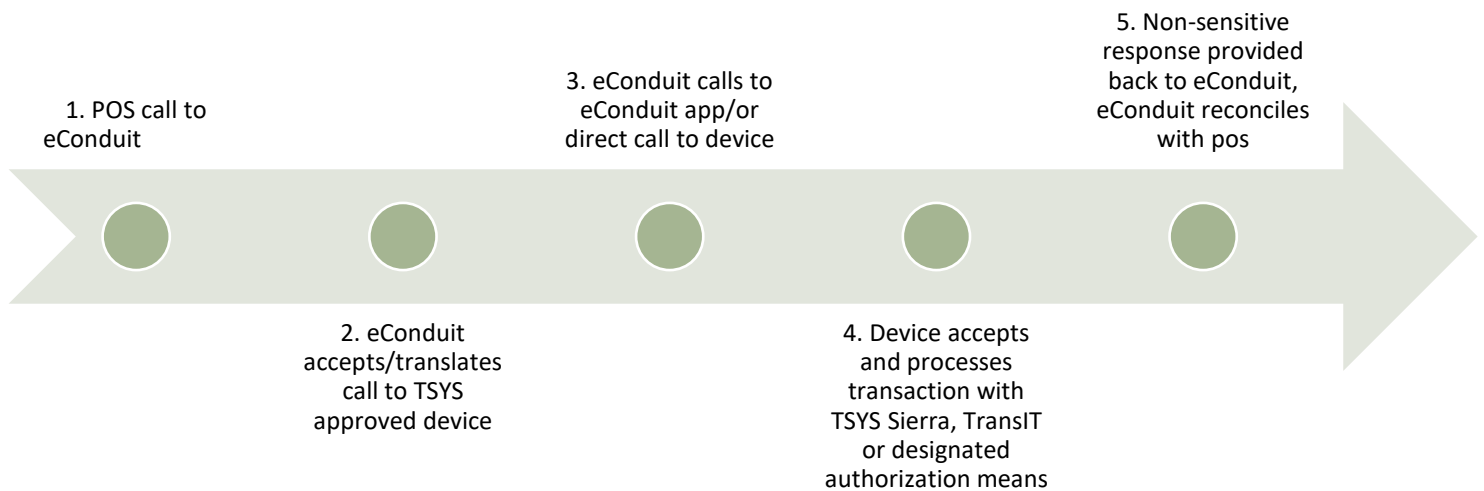 1. POS call to
eConduit
2. eConduit
accepts/translates
call to TSYS
approved device
3. eConduit calls to
eConduit app/or
direct call to device
4. Device accepts
and processes
transaction with
TSYS Sierra, TransIT
or designated
authorization means
5. Non-sensitive
response provided
back to eConduit,
eConduit reconciles
with pos